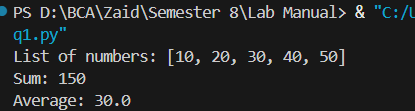 PS D:\BCA\Zaid\Semester 8\Lab Manual> & "C:/
q1.py"
List of numbers: [10, 20, 30, 40, 50]
Sum: 150
Average: 30.0